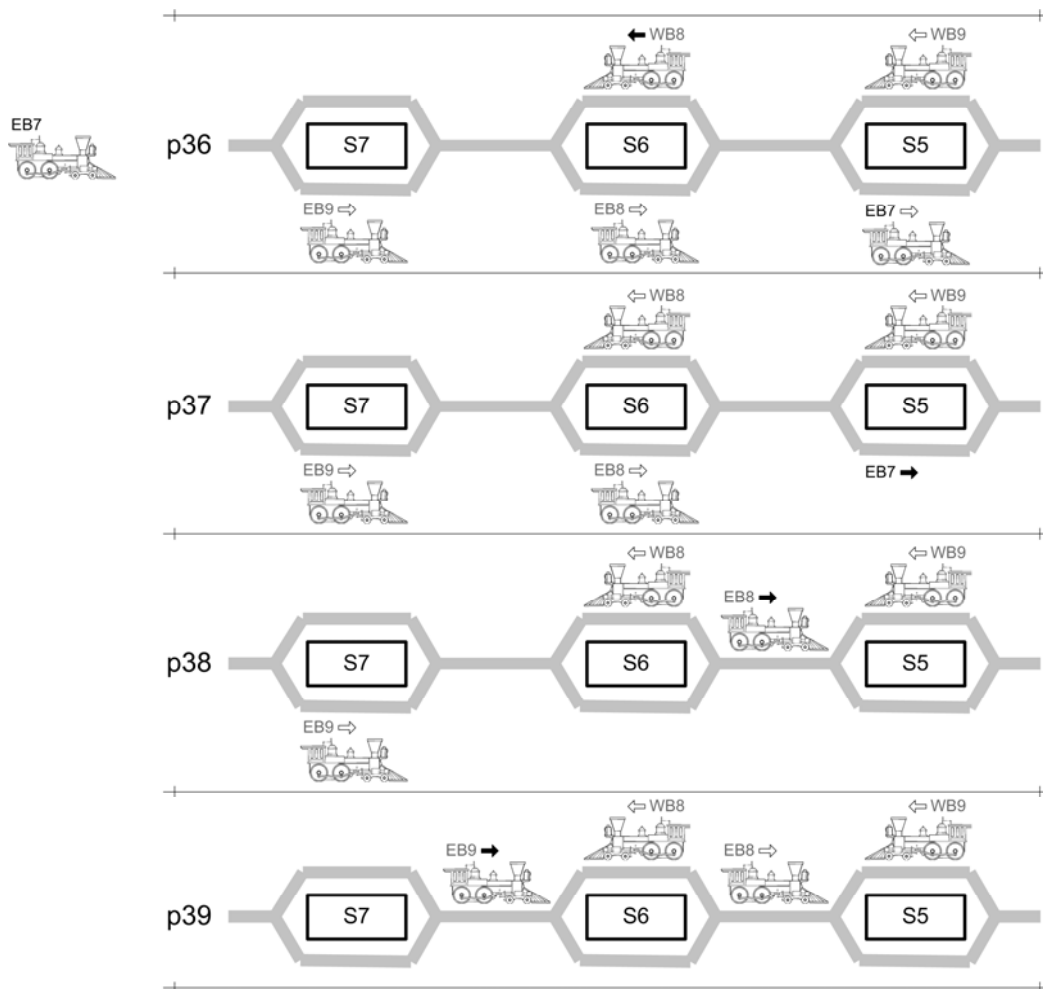 EB7
p36
← WB8
⇦ WB9
S7
S6
S5
EB9 ⇨
EB8 ⇨
EB7 ⇨
p37
⇦ WB8
⇦ WB9
S7
S6
S5
EB9 ⇨
EB8 ⇨
EB7 →
p38
⇦ WB8
⇦ WB9
EB8 →
S7
S6
S5
EB9 ⇨
p39
⇦ WB8
⇦ WB9
EB9 →
EB8 ⇨
S7
S6
S5